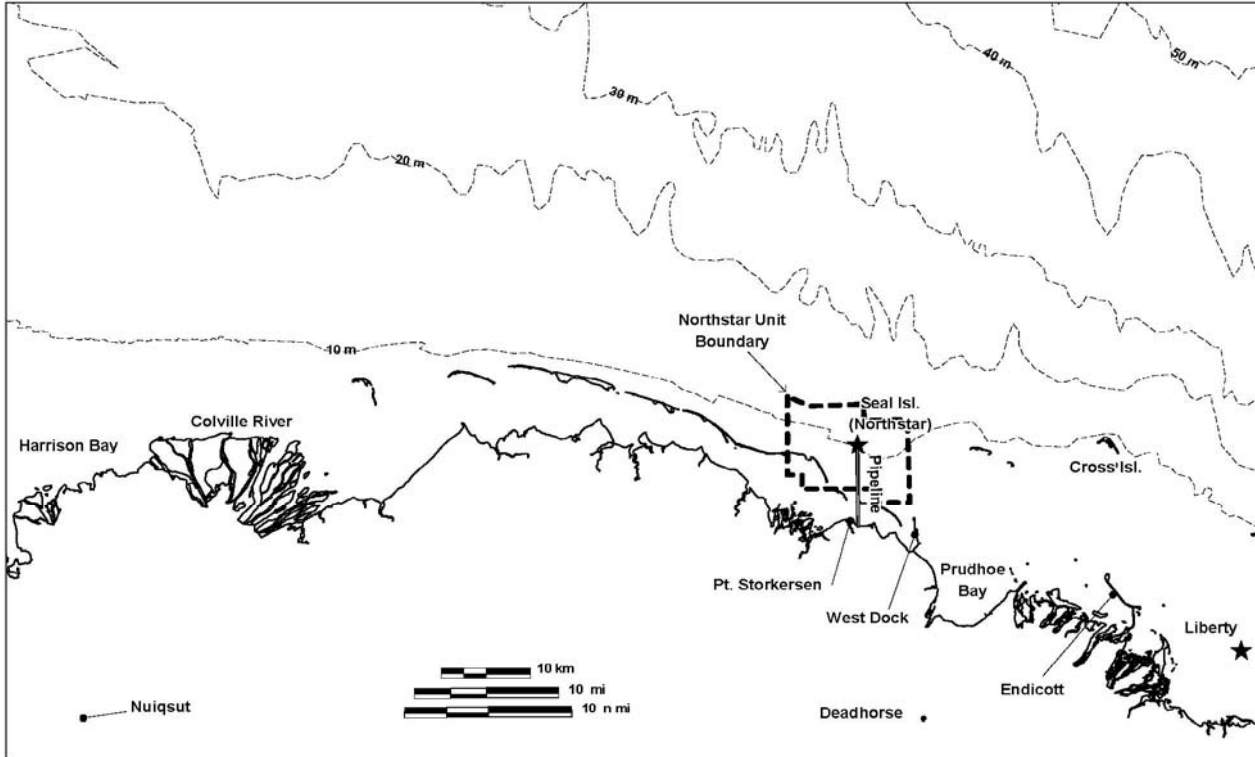 50 m
40 m
30 m
20 m
Northstar Unit
Boundary
10 m
Seal Isl.
(Northstar)
Colville River
Harrison Bay
Cross Isl.
Pipeline
Pt. Storkersen
Prudhoe
Bay
West Dock
Liberty
10 km
Endicott
10 mi
Nuiqsut
10 n mi
Deadhorse